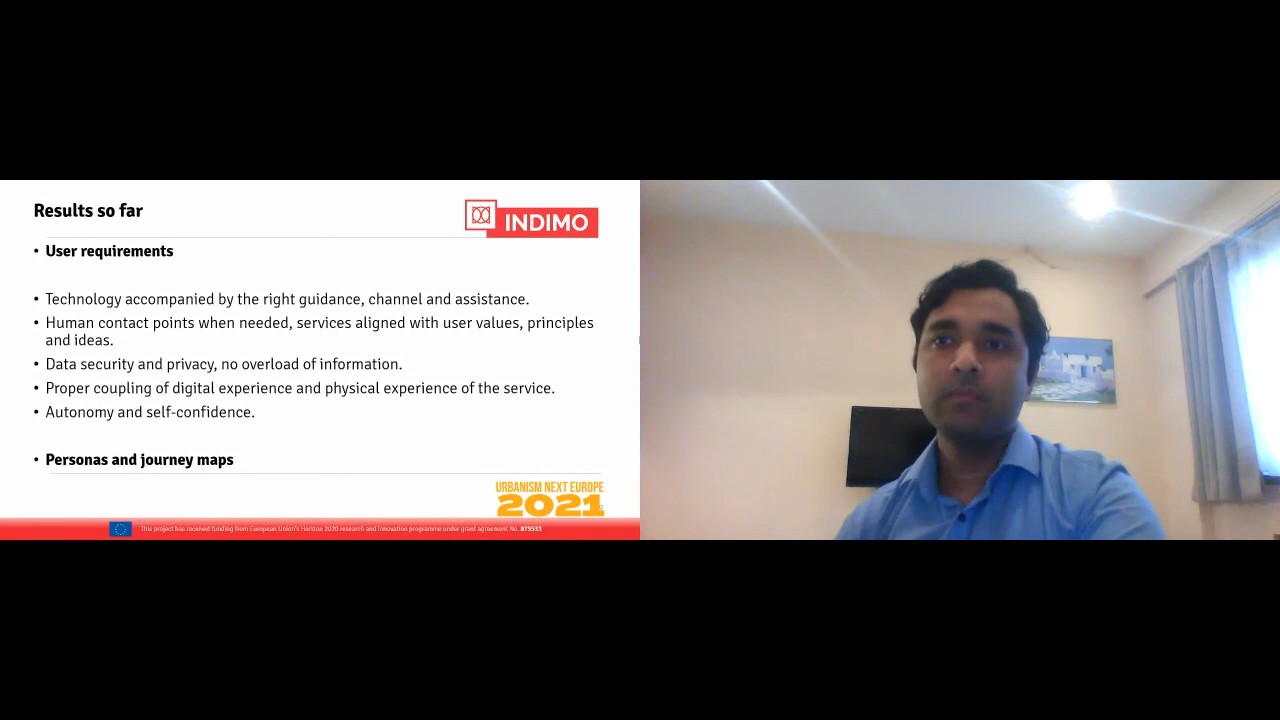 Results so far
INDIMO
• User requirements
• Technology accompanied by the right guidance, channel and assistance.
• Human contact points when needed, services aligned with user values, principles
and ideas.
• Data security and privacy, no overload of information.
• Proper coupling of digital experience and physical experience of the service.
• Autonomy and self-confidence.
• Personas and journey maps
URBANISM NEXT EUROPE
2021
This project has received funding from European Union's Horizon 2020 research and innovation programme under grant agreement No. 875533